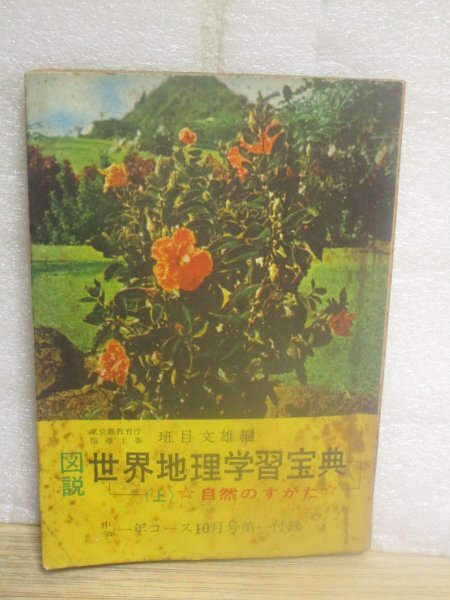 東京都教育庁
指導主事 班目文雄編
図説 世界地理学習宝典
〈上〉☆自然のすがた☆
中学一年コース10月号第一付録